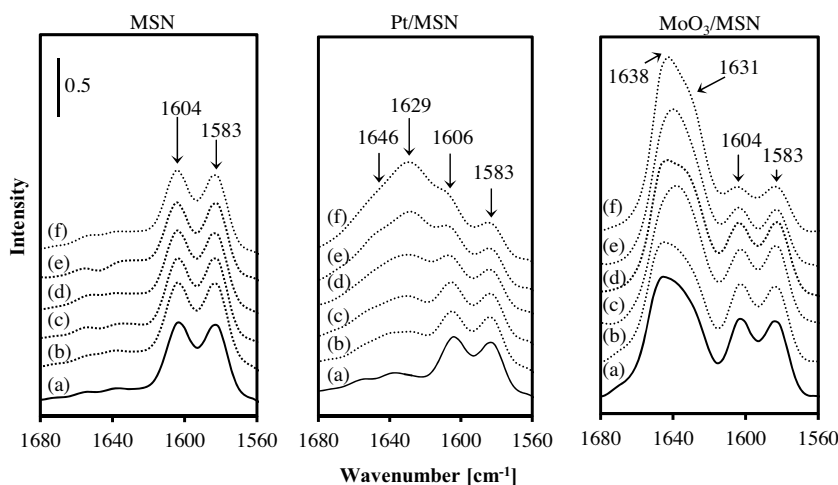 MSN
Pt/MSN
MoO3/MSN
0.5
1604
1583
(f)
(e)
(d)
(c)
(b)
(a)
1646
1629
1606
1583
(f)
(e)
(d)
(c)
(b)
(a)
1638
1631
1604
1583
(f)
(e)
(d)
(c)
(b)
(a)
Intensity
1680 1640 1600 1560
1680 1640 1600 1560
1680 1640 1600 1560
Wavenumber [cm-1]